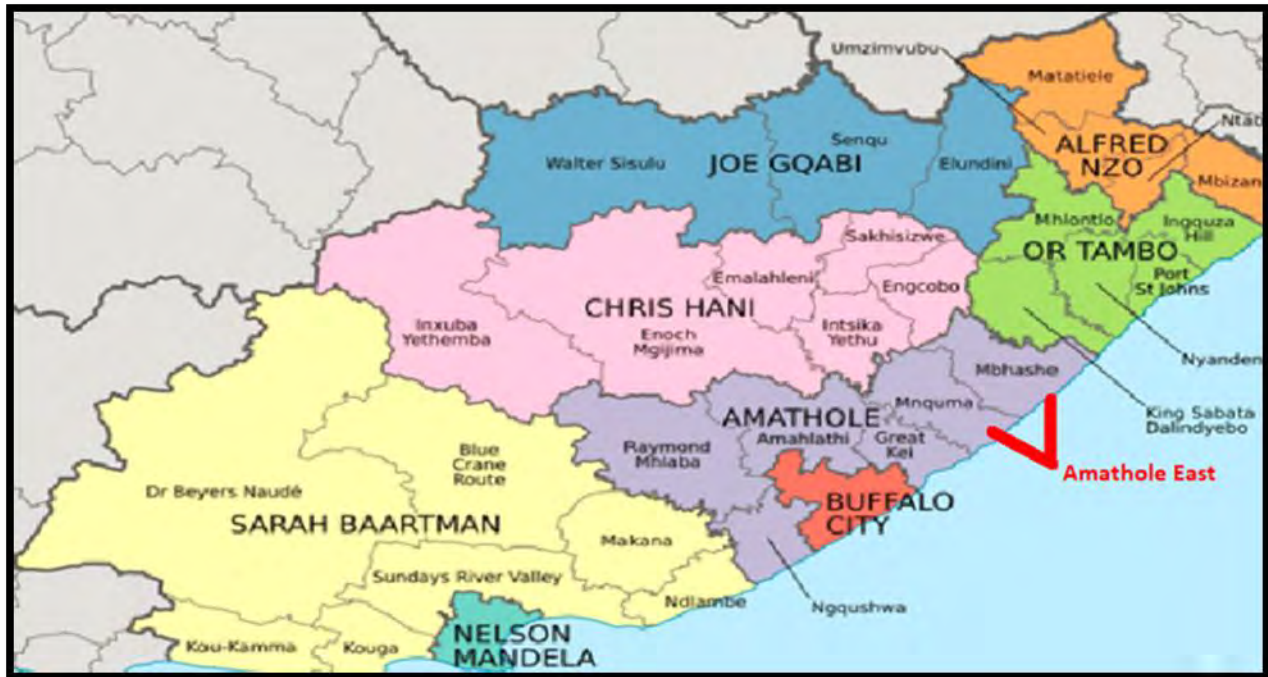 Umzimvubu
Matatiele
Ntab
ALFRED
NZO
Mbizan
Walter Sisulu
JOE GQABI
Senqu
Elundini
Mhlontlo
Ingquza
Hill
OR TAMBO
Port
St Johns
Nyanden
King Sabata
Dalindyebo
Sakhisizwe
Emalahleni
Engcobo
CHRIS HANI
Inxuba
Yethemba
Enoch
Mgijima
Intsika
Yethu
Mbhashe
Mnquma
AMATHOLE
Amahlathi
Great
Kei
Raymond
Mhlaba
Amathole East
BUFFALO
CITY
Ngqushwa
Blue
Crane
Route
Dr Beyers Naudé
SARAH BAARTMAN
Makana
Sundays River Valley
Ndlambe
Kou-Kamma
Kouga
NELSON
MANDELA